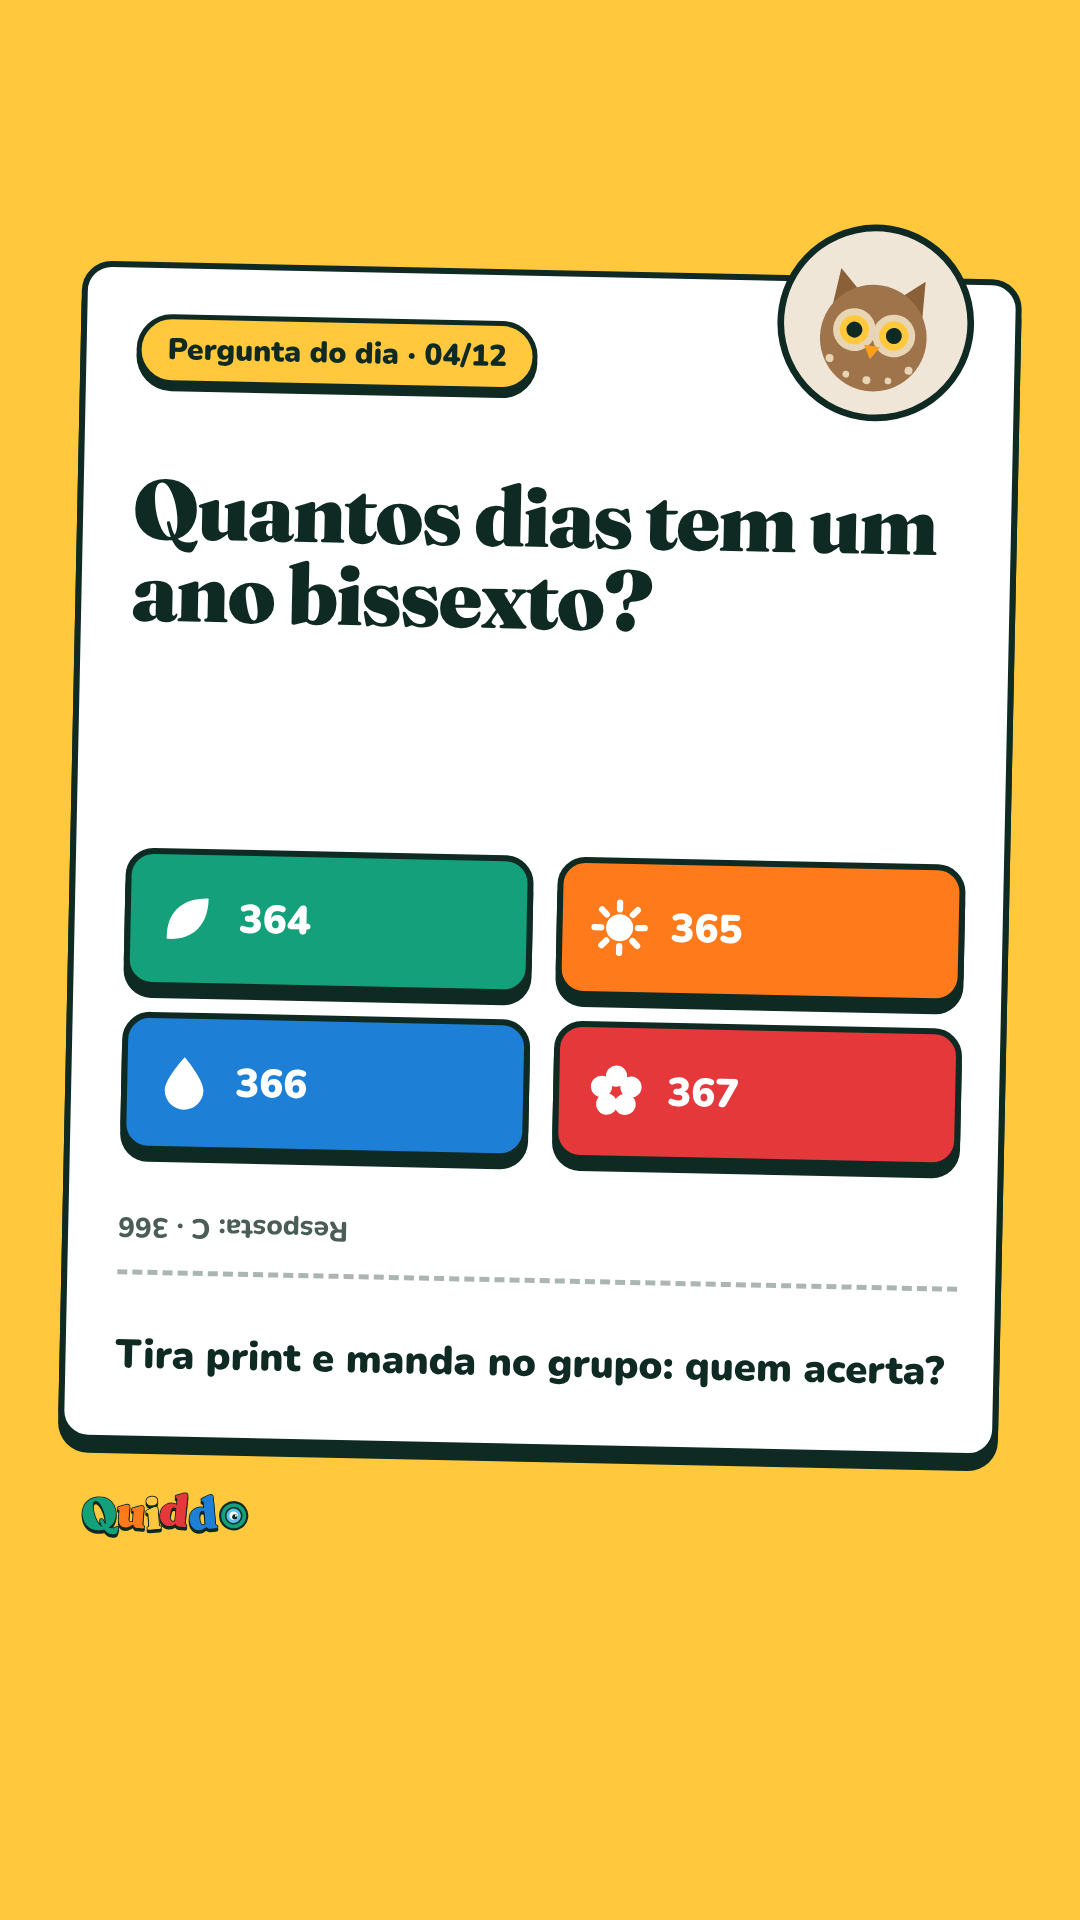 Pergunta do dia · 04/12
Quantos dias tem um
ano bissexto?
364
365
366
367
Resposta: C · 366
Tira print e manda no grupo: quem acerta?
Quiddo